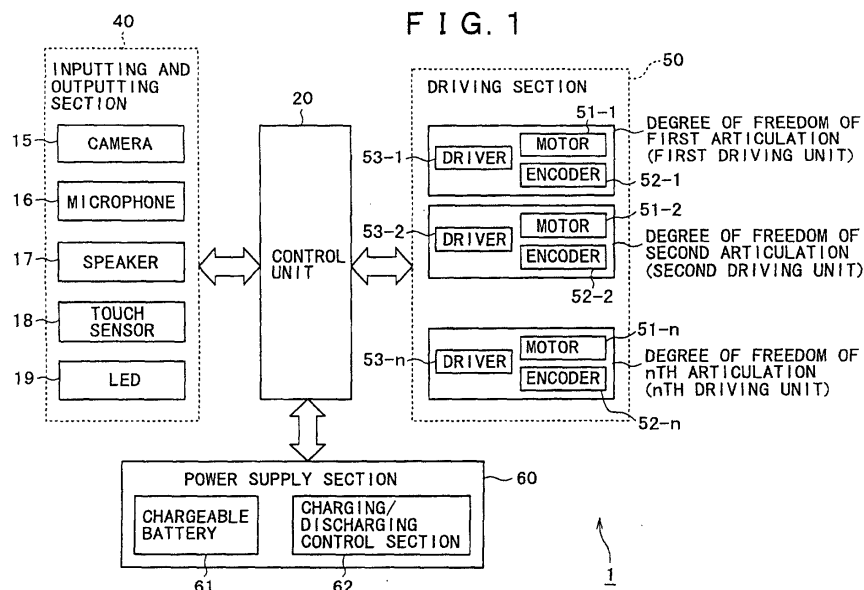 FIG. 1
40
INPUTTING AND
OUTPUTTING
SECTION
15
CAMERA
16
MICROPHONE
17
SPEAKER
18
TOUCH
SENSOR
19
LED
20
CONTROL
UNIT
50
DRIVING SECTION
51-1
53-1
DRIVER
MOTOR
ENCODER
52-1
DEGREE OF FREEDOM OF
FIRST ARTICULATION
(FIRST DRIVING UNIT)
51-2
53-2
DRIVER
MOTOR
ENCODER
52-2
DEGREE OF FREEDOM OF
SECOND ARTICULATION
(SECOND DRIVING UNIT)
51-n
53-n
DRIVER
MOTOR
ENCODER
52-n
DEGREE OF FREEDOM OF
nTH ARTICULATION
(nTH DRIVING UNIT)
POWER SUPPLY SECTION
60
CHARGEABLE
BATTERY
61
CHARGING/
DISCHARGING
CONTROL SECTION
62
1